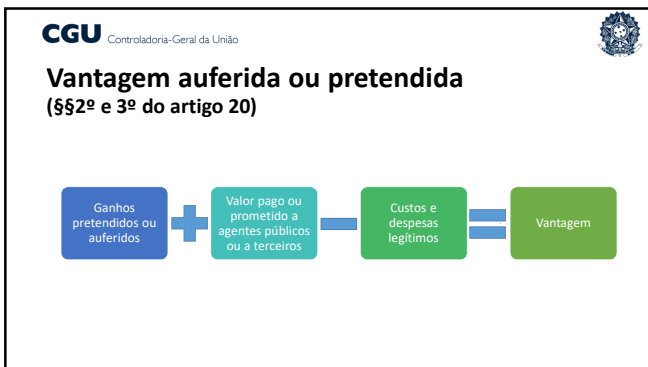 CGU Controladoria-Geral da União
Vantagem auferida ou pretendida
(§§2º e 3º do artigo 20)
Ganhos
pretendidos ou
auferidos
Valor pago ou
prometido a
agentes públicos
ou a terceiros
Custos e
despesas
legítimos
Vantagem